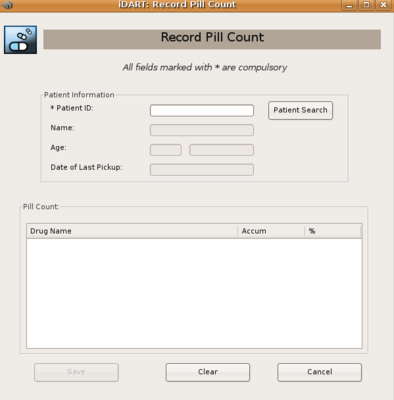 iDART: Record Pill Count
Record Pill Count
All fields marked with * are compulsory
Patient Information
* Patient ID:
Patient Search
Name:
Age:
Date of Last Pickup:
Pill Count:
Drug Name Accum %
Save Clear Cancel